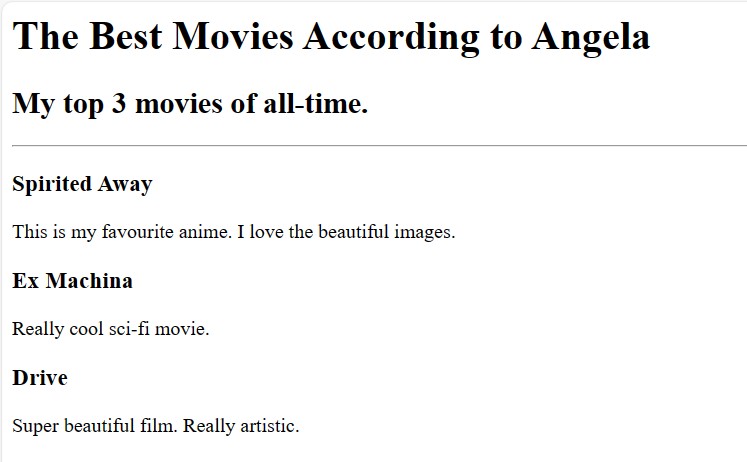 The Best Movies According to Angela
My top 3 movies of all-time.
Spirited Away
This is my favourite anime. I love the beautiful images.
Ex Machina
Really cool sci-fi movie.
Drive
Super beautiful film. Really artistic.